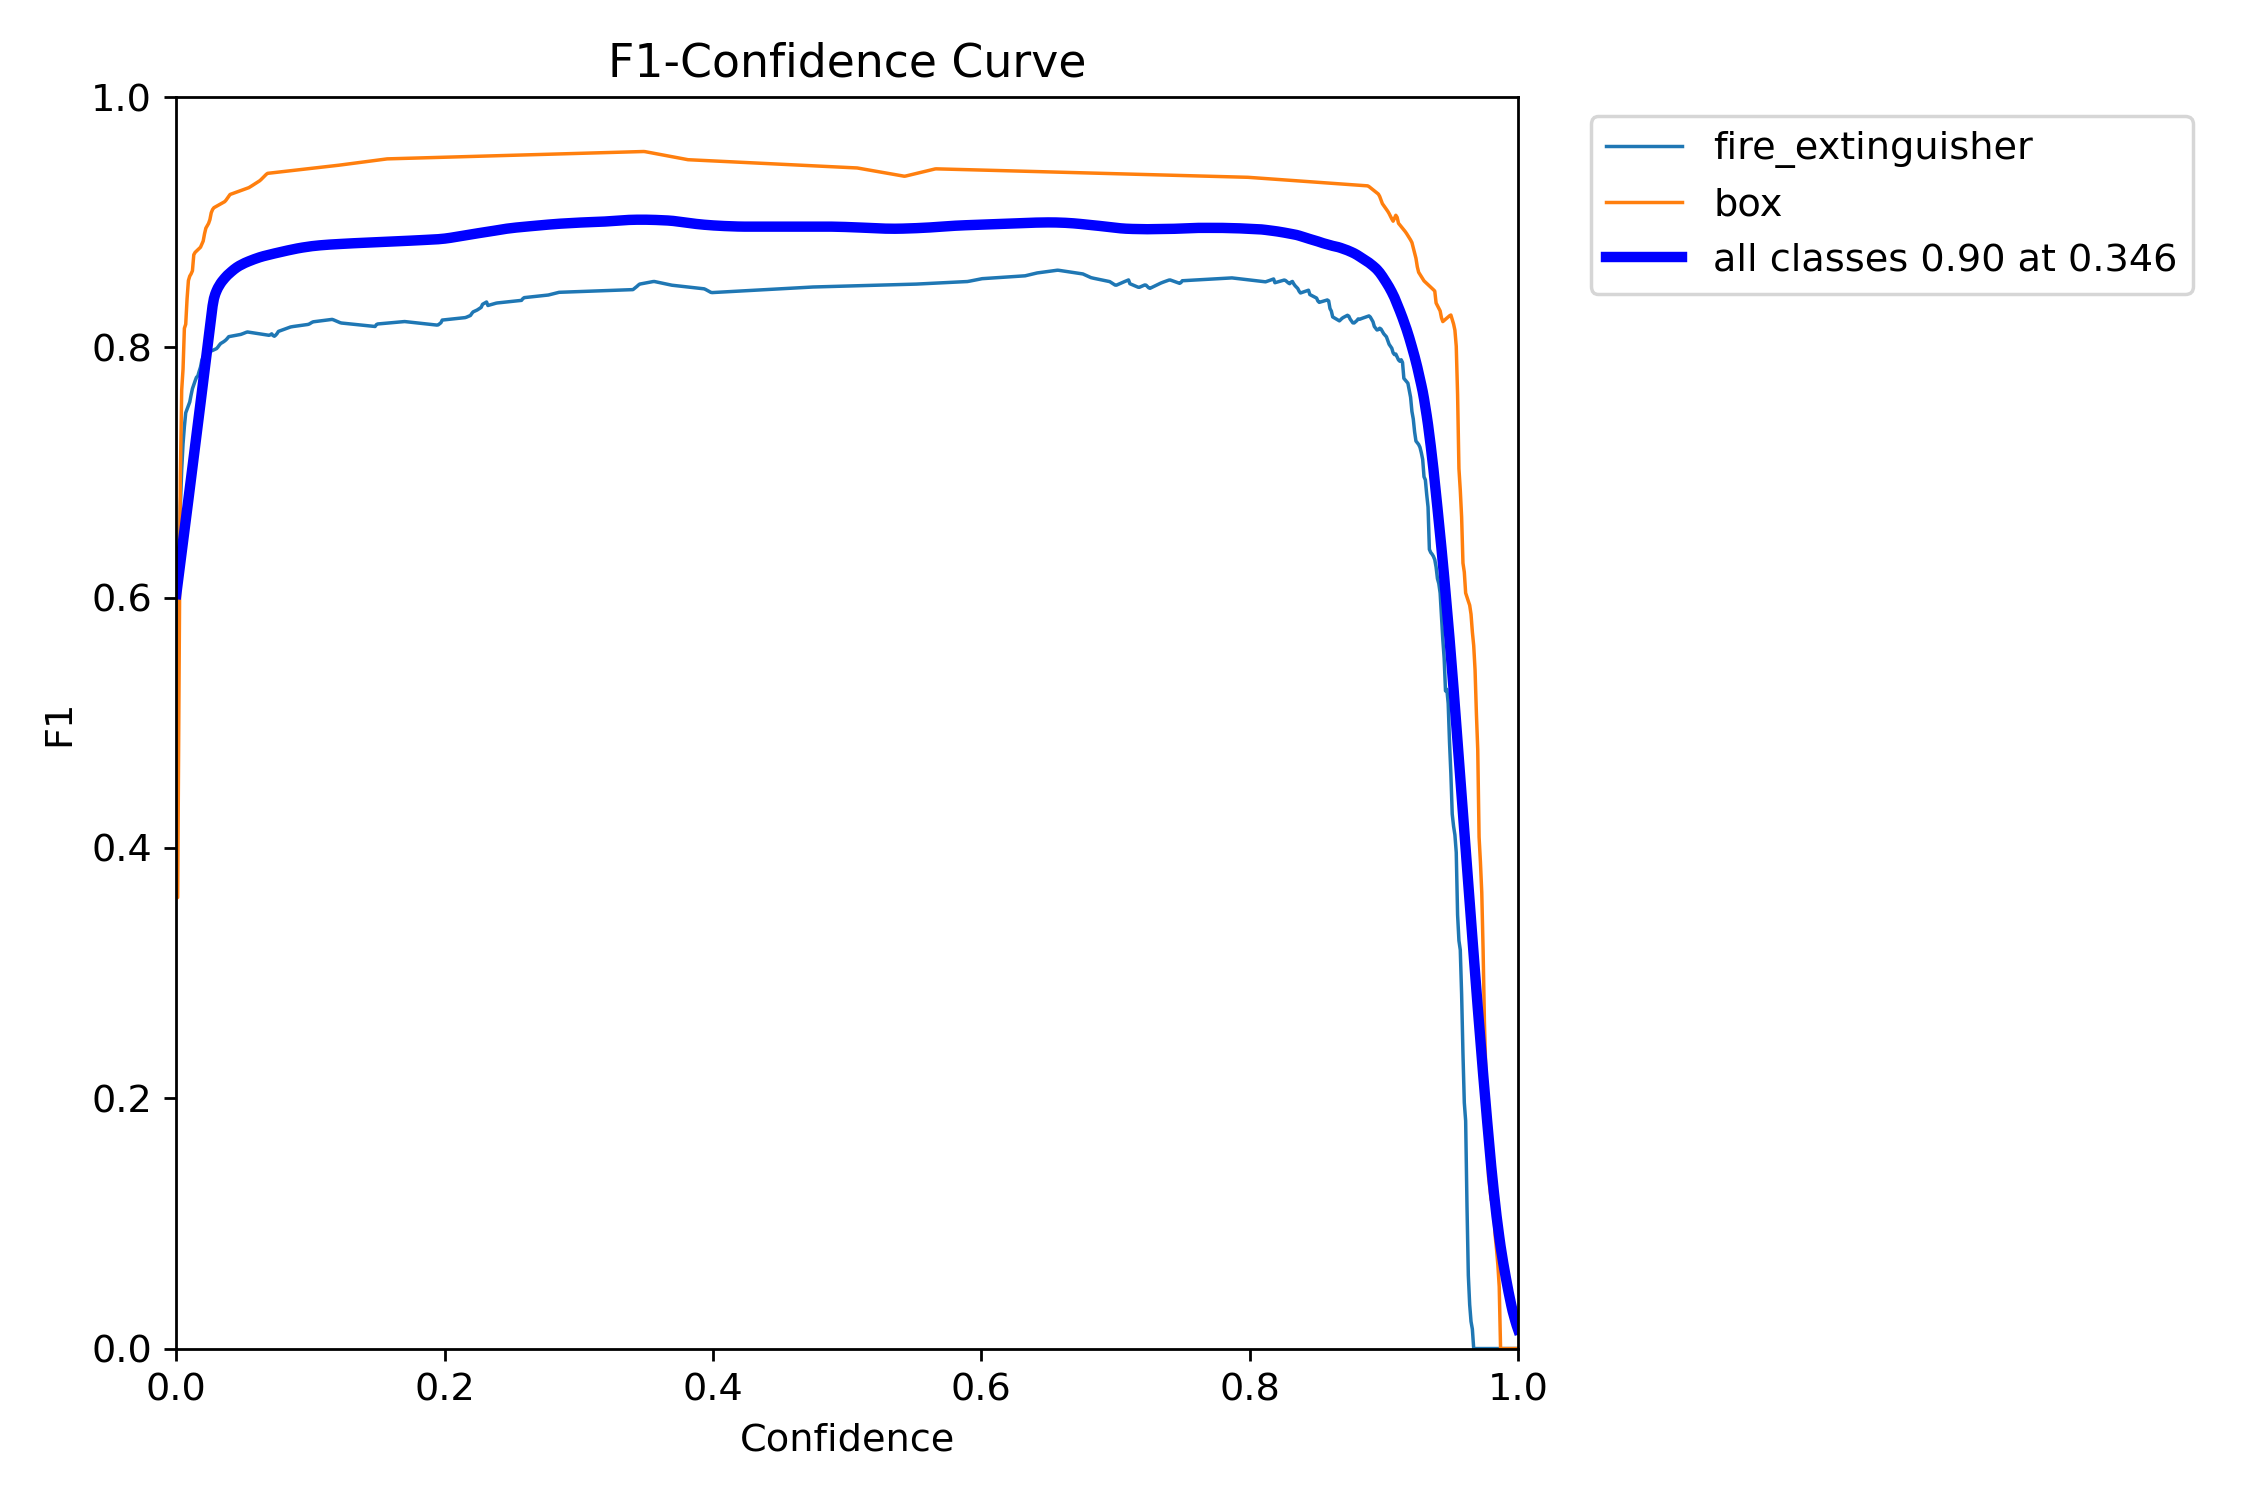 F1-Confidence Curve
1.0
0.8
0.6
0.4
0.2
0.0
F1
0.0 0.2 0.4 0.6 0.8 1.0
Confidence
fire_extinguisher
box
all classes 0.90 at 0.346